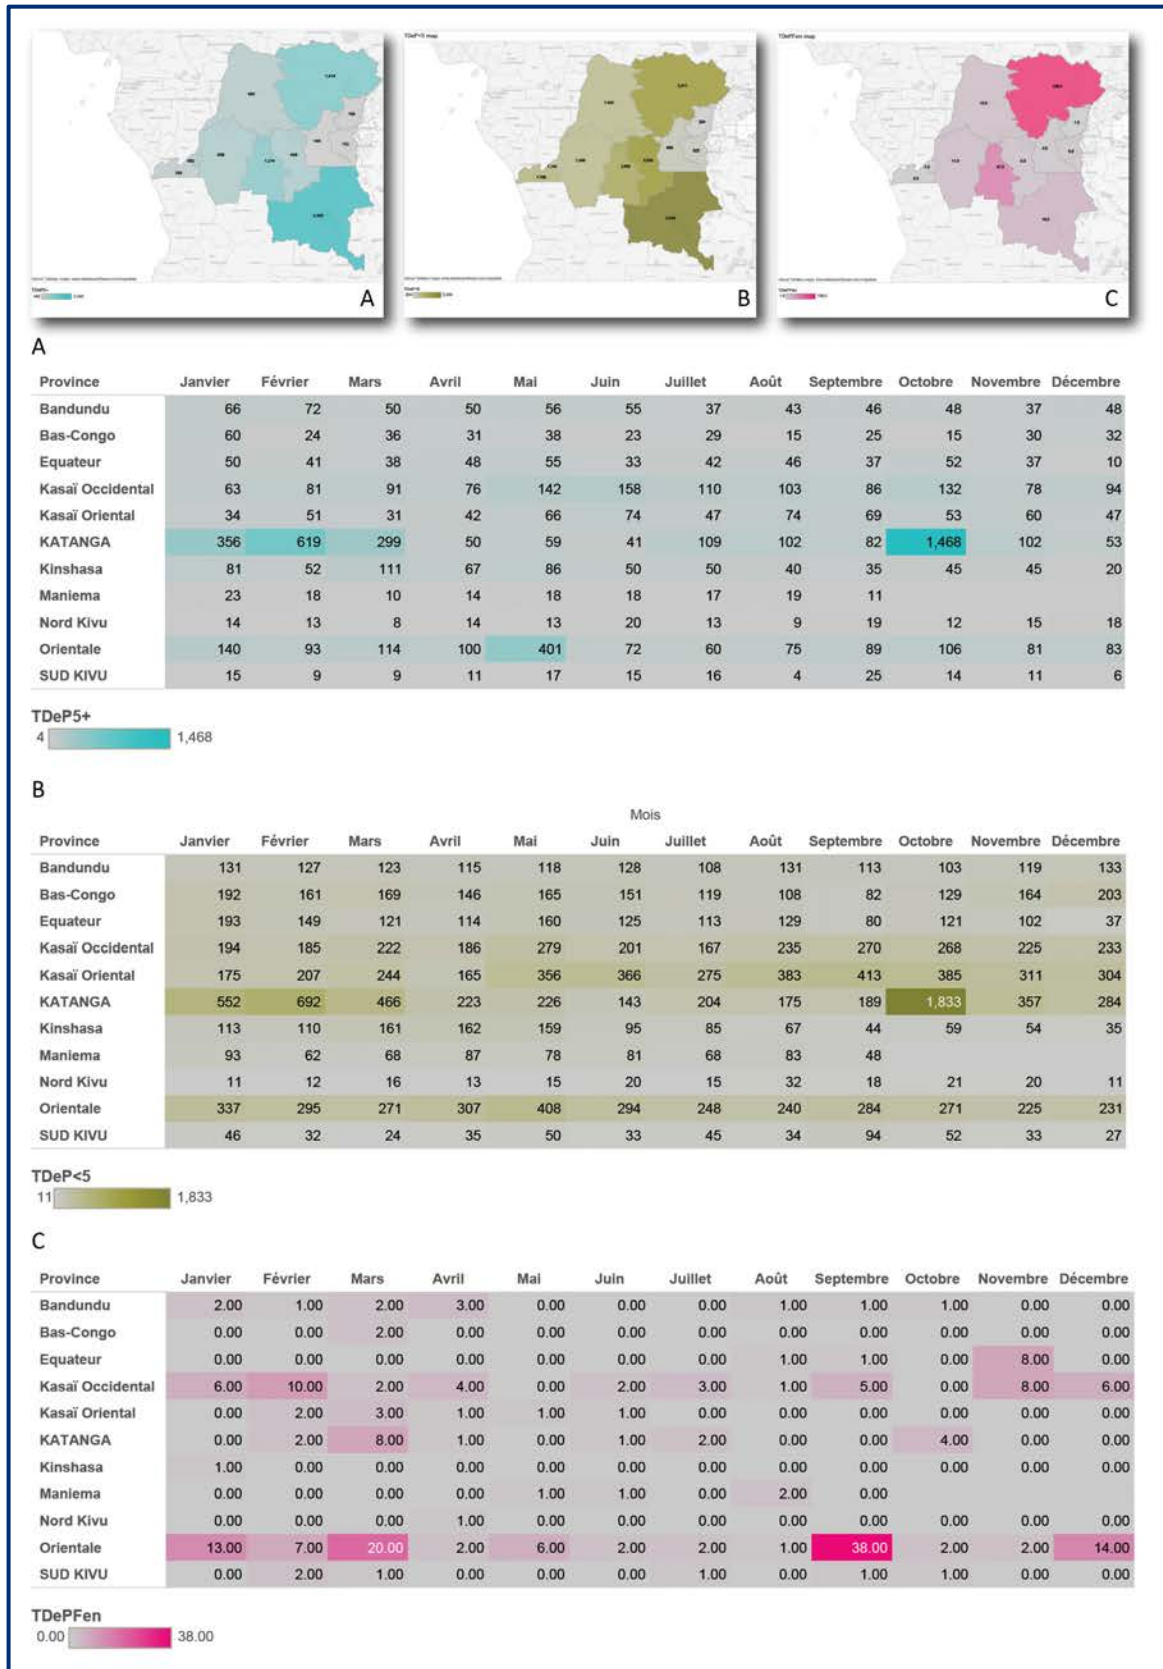 TDeP<5 map
TDePFen map
A
B
C
A
Province Janvier Février Mars Avril Mai Juin Juillet Août Septembre Octobre Novembre Décembre
Bandundu 66 72 50 50 56 55 37 43 46 48 37 48
Bas-Congo 60 24 36 31 38 23 29 15 25 15 30 32
Equateur 50 41 38 48 55 33 42 46 37 52 37 10
Kasaï Occidental 63 81 91 76 142 158 110 103 86 132 78 94
Kasaï Oriental 34 51 31 42 66 74 47 74 69 53 60 47
KATANGA 356 619 299 50 59 41 109 102 82 1,468 102 53
Kinshasa 81 52 111 67 86 50 50 40 35 45 45 20
Maniema 23 18 10 14 18 18 17 19 11
Nord Kivu 14 13 8 14 13 20 13 9 19 12 15 18
Orientale 140 93 114 100 401 72 60 75 89 106 81 83
SUD KIVU 15 9 9 11 17 15 16 4 25 14 11 6
TDeP5+
4 1,468
B
Mois
Province Janvier Février Mars Avril Mai Juin Juillet Août Septembre Octobre Novembre Décembre
Bandundu 131 127 123 115 118 128 108 131 113 103 119 133
Bas-Congo 192 161 169 146 165 151 119 108 82 129 164 203
Equateur 193 149 121 114 160 125 113 129 80 121 102 37
Kasaï Occidental 194 185 222 186 279 201 167 235 270 268 225 233
Kasaï Oriental 175 207 244 165 356 366 275 383 413 385 311 304
KATANGA 552 692 466 223 226 143 204 175 189 1,833 357 284
Kinshasa 113 110 161 162 159 95 85 67 44 59 54 35
Maniema 93 62 68 87 78 81 68 83 48
Nord Kivu 11 12 16 13 15 20 15 32 18 21 20 11
Orientale 337 295 271 307 408 294 248 240 284 271 225 231
SUD KIVU 46 32 24 35 50 33 45 34 94 52 33 27
TDeP<5
11 1,833
C
Province Janvier Février Mars Avril Mai Juin Juillet Août Septembre Octobre Novembre Décembre
Bandundu 2.00 1.00 2.00 3.00 0.00 0.00 0.00 1.00 1.00 1.00 0.00 0.00
Bas-Congo 0.00 0.00 2.00 0.00 0.00 0.00 0.00 0.00 0.00 0.00 0.00 0.00
Equateur 0.00 0.00 0.00 0.00 0.00 0.00 0.00 1.00 1.00 0.00 8.00 0.00
Kasaï Occidental 6.00 10.00 2.00 4.00 0.00 2.00 3.00 1.00 5.00 0.00 8.00 6.00
Kasaï Oriental 0.00 2.00 3.00 1.00 1.00 1.00 0.00 0.00 0.00 0.00 0.00 0.00
KATANGA 0.00 2.00 8.00 1.00 0.00 1.00 2.00 0.00 0.00 4.00 0.00 0.00
Kinshasa 1.00 0.00 0.00 0.00 0.00 0.00 0.00 0.00 0.00 0.00 0.00 0.00
Maniema 0.00 0.00 0.00 0.00 1.00 1.00 0.00 2.00 0.00
Nord Kivu 0.00 0.00 0.00 1.00 0.00 0.00 0.00 0.00 0.00 0.00 0.00 0.00
Orientale 13.00 7.00 20.00 2.00 6.00 2.00 2.00 1.00 38.00 2.00 2.00 14.00
SUD KIVU 0.00 2.00 1.00 0.00 0.00 0.00 1.00 0.00 1.00 1.00 0.00 0.00
TDePFen
0.00 38.00